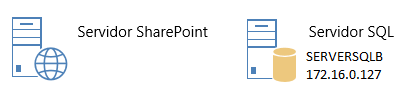 Servidor SharePoint
Servidor SQL
SERVERSQLB
172.16.0.127